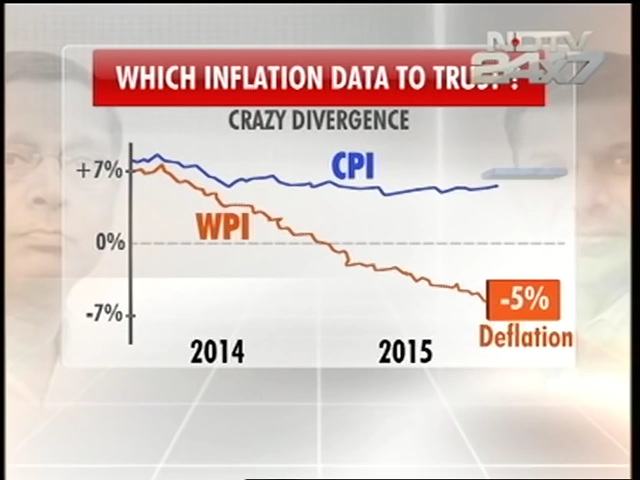 NDTV
24X7
WHICH INFLATION DATA TO TRUST?
CRAZY DIVERGENCE
+7%
CPI
WPI
0%
-5%
-7%
Deflation
2014 2015